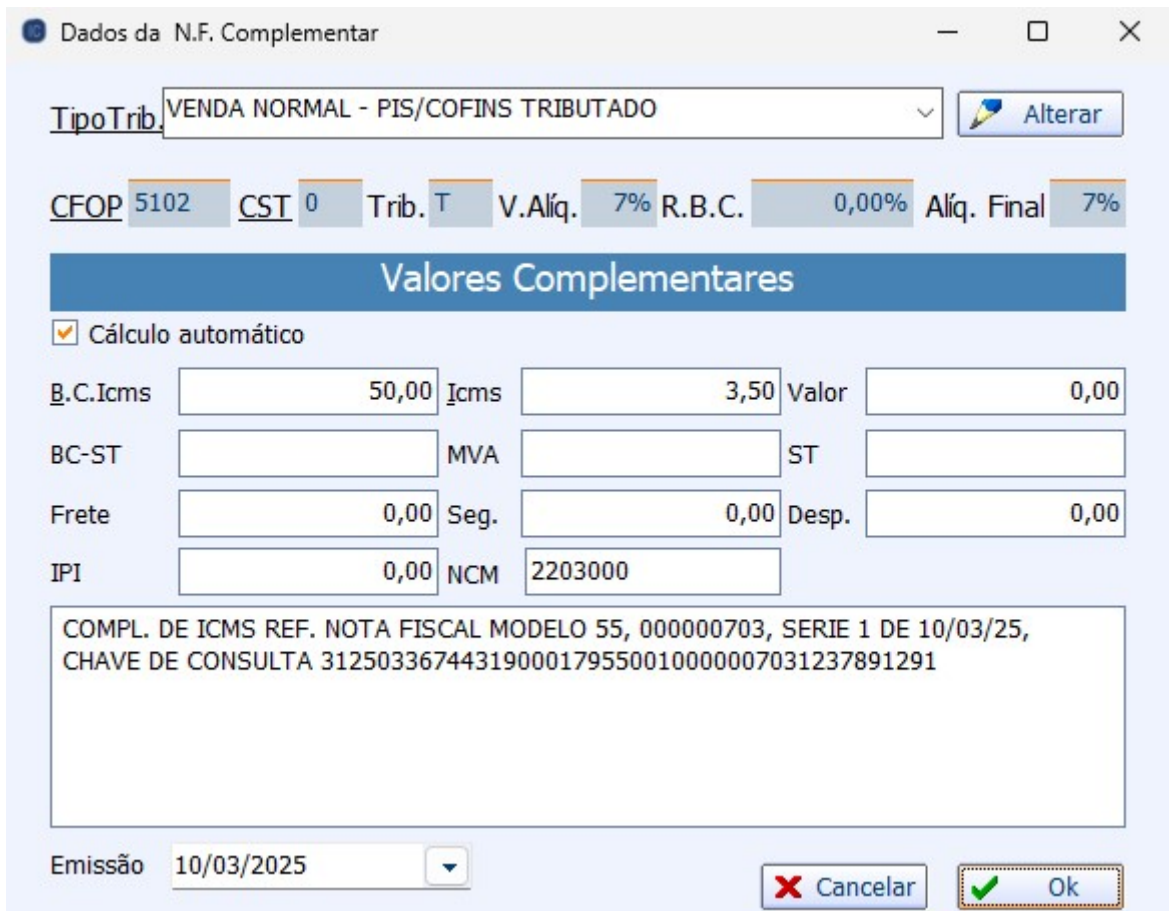 Dados da N.F. Complementar
TipoTrib. VENDA NORMAL - PIS/COFINS TRIBUTADO Alterar
CFOP 5102 CST 0 Trib. T V.Alíq. 7% R.B.C. 0,00% Alíq. Final 7%
Valores Complementares
Cálculo automático
B.C.Icms 50,00 Icms 3,50 Valor 0,00
BC-ST MVA ST
Frete 0,00 Seg. 0,00 Desp. 0,00
IPI 0,00 NCM 2203000
COMPL. DE ICMS REF. NOTA FISCAL MODELO 55, 000000703, SERIE 1 DE 10/03/25,
CHAVE DE CONSULTA 31250336744319000179550010000007031237891291
Emissão 10/03/2025 Cancelar Ok